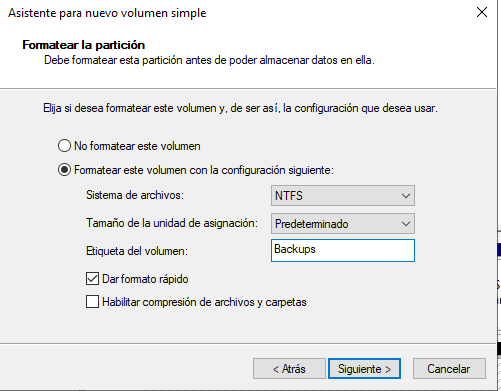 Asistente para nuevo volumen simple
Formatear la partición
Debe formatear esta partición antes de poder almacenar datos en ella.
Elija si desea formatear este volumen y, de ser así, la configuración que desea usar.
No formatear este volumen
Formatear este volumen con la configuración siguiente:
Sistema de archivos: NTFS
Tamaño de la unidad de asignación: Predeterminado
Etiqueta del volumen: Backups
Dar formato rápido
Habilitar compresión de archivos y carpetas
< Atrás Siguiente > Cancelar